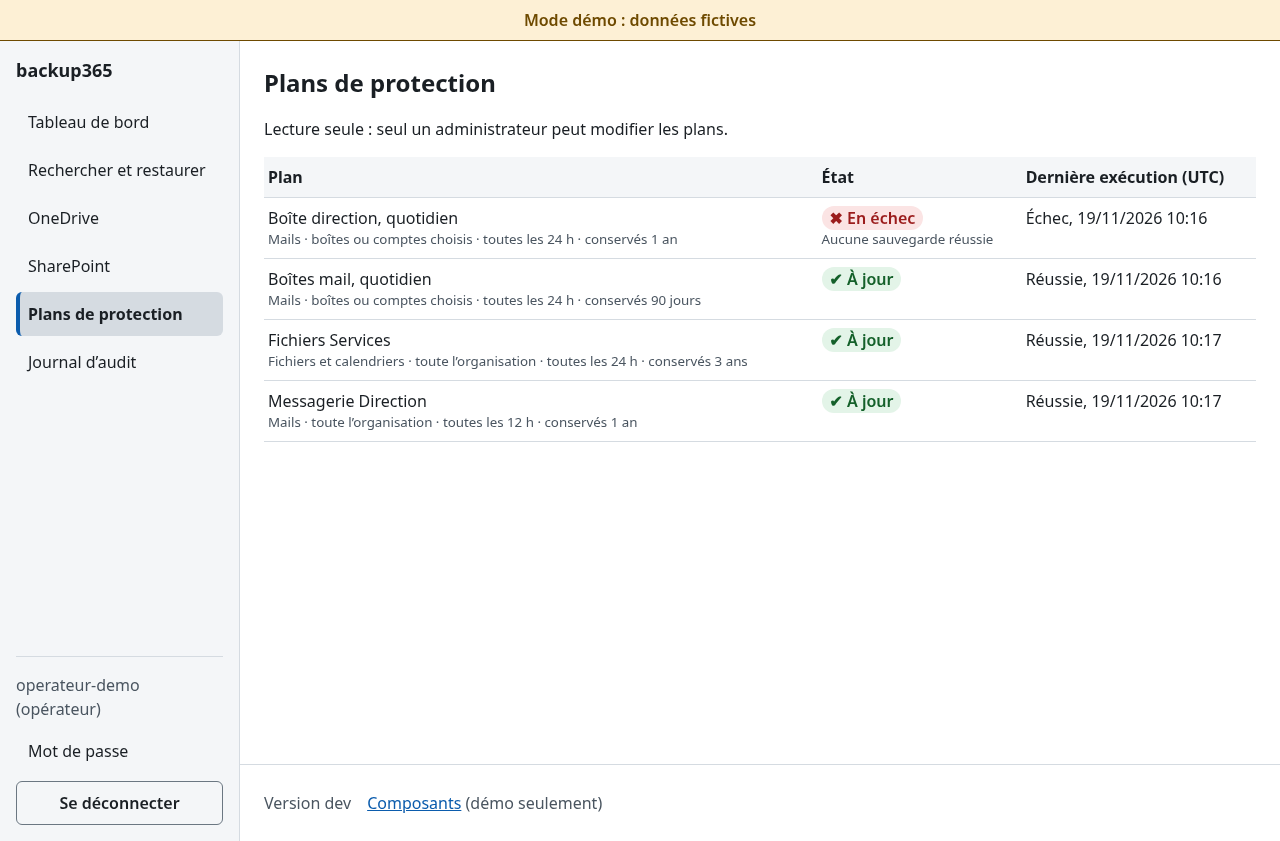 Mode démo : données fictives
backup365
Tableau de bord
Rechercher et restaurer
OneDrive
SharePoint
Plans de protection
Journal d’audit
operateur-demo
(opérateur)
Mot de passe
Se déconnecter
Plans de protection
Lecture seule : seul un administrateur peut modifier les plans.
Plan État Dernière exécution (UTC)
Boîte direction, quotidien ✖ En échec Échec, 19/11/2026 10:16
Mails · boîtes ou comptes choisis · toutes les 24 h · conservés 1 an Aucune sauvegarde réussie
Boîtes mail, quotidien ✔ À jour Réussie, 19/11/2026 10:16
Mails · boîtes ou comptes choisis · toutes les 24 h · conservés 90 jours
Fichiers Services ✔ À jour Réussie, 19/11/2026 10:17
Fichiers et calendriers · toute l’organisation · toutes les 24 h · conservés 3 ans
Messagerie Direction ✔ À jour Réussie, 19/11/2026 10:17
Mails · toute l’organisation · toutes les 12 h · conservés 1 an
Version dev Composants (démo seulement)